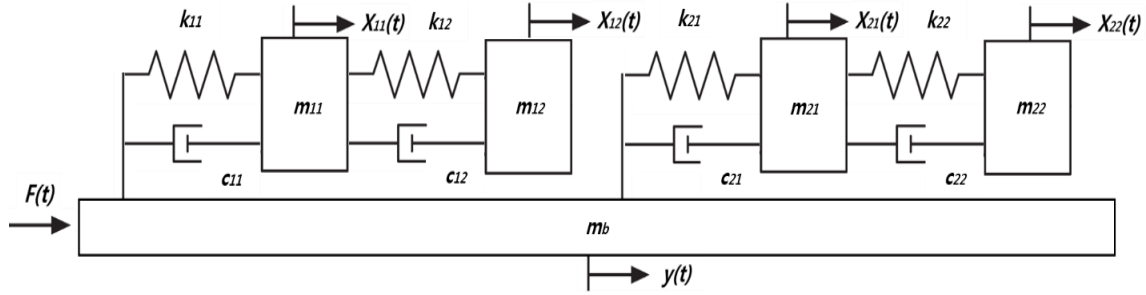 k11
X11(t)
k12
X12(t)
k21
X21(t)
k22
X22(t)
m11
m12
m21
m22
c11
c12
c21
c22
F(t)
mb
y(t)